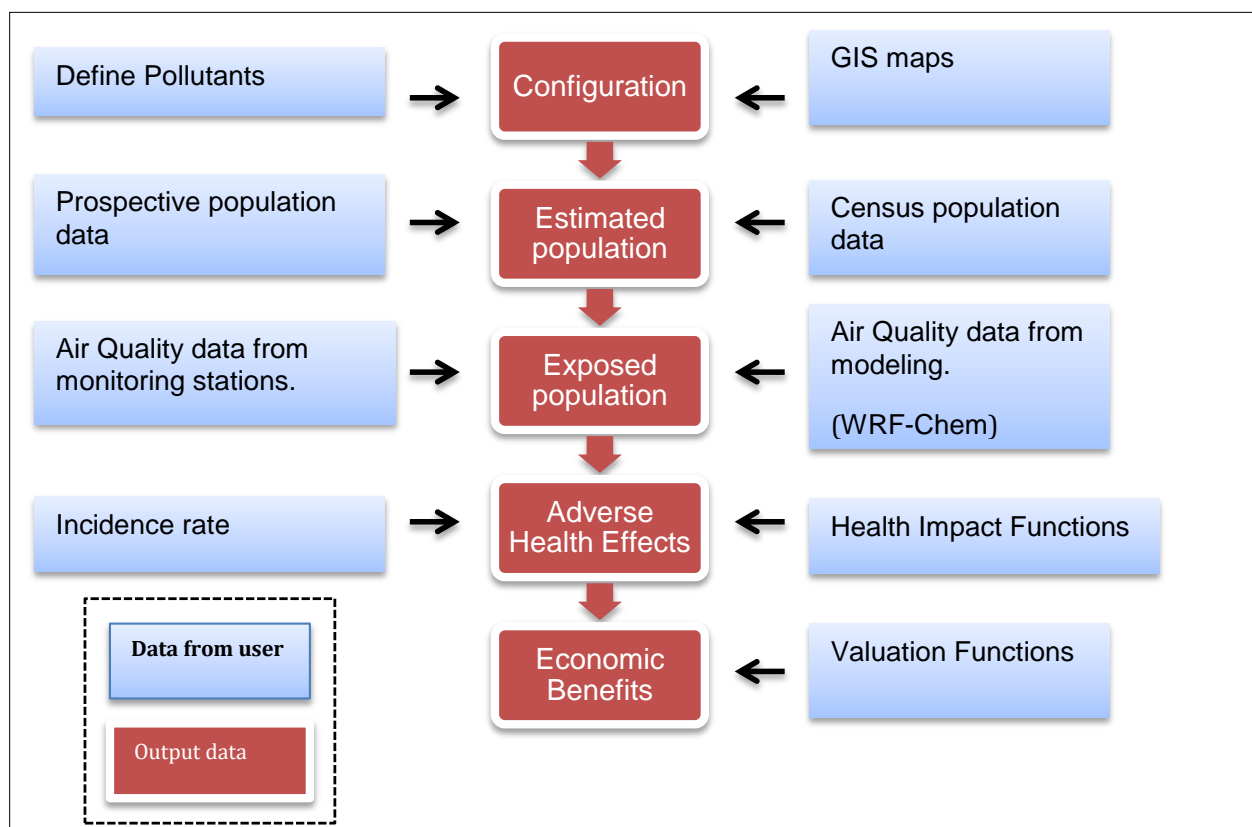 Define Pollutants
Configuration
GIS maps
Prospective population
data
Estimated
population
Census population
data
Air Quality data from
monitoring stations.
Exposed
population
Air Quality data from
modeling.
(WRF-Chem)
Incidence rate
Adverse
Health Effects
Health Impact Functions
Data from user
Economic
Benefits
Valuation Functions
Output data